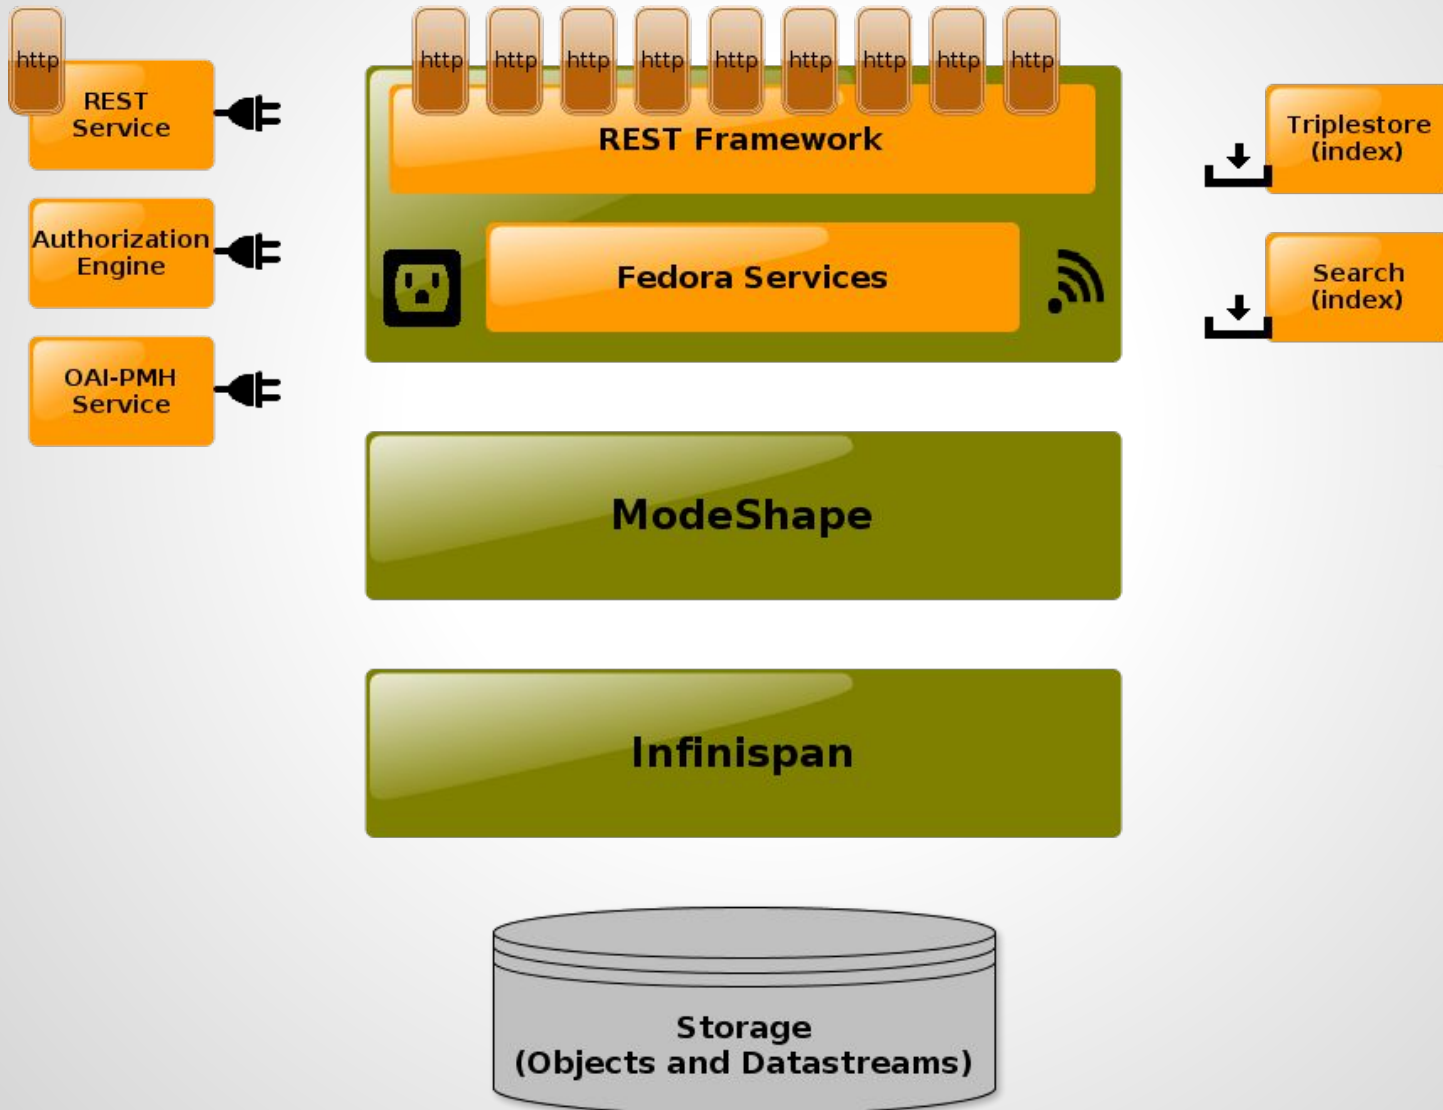 http
REST
Service
Authorization
Engine
OAI-PMH
Service
http http http http http http http http http
REST Framework
Fedora Services
ModeShape
Infinispan
Storage
(Objects and Datastreams)
Triplestore
(index)
Search
(index)